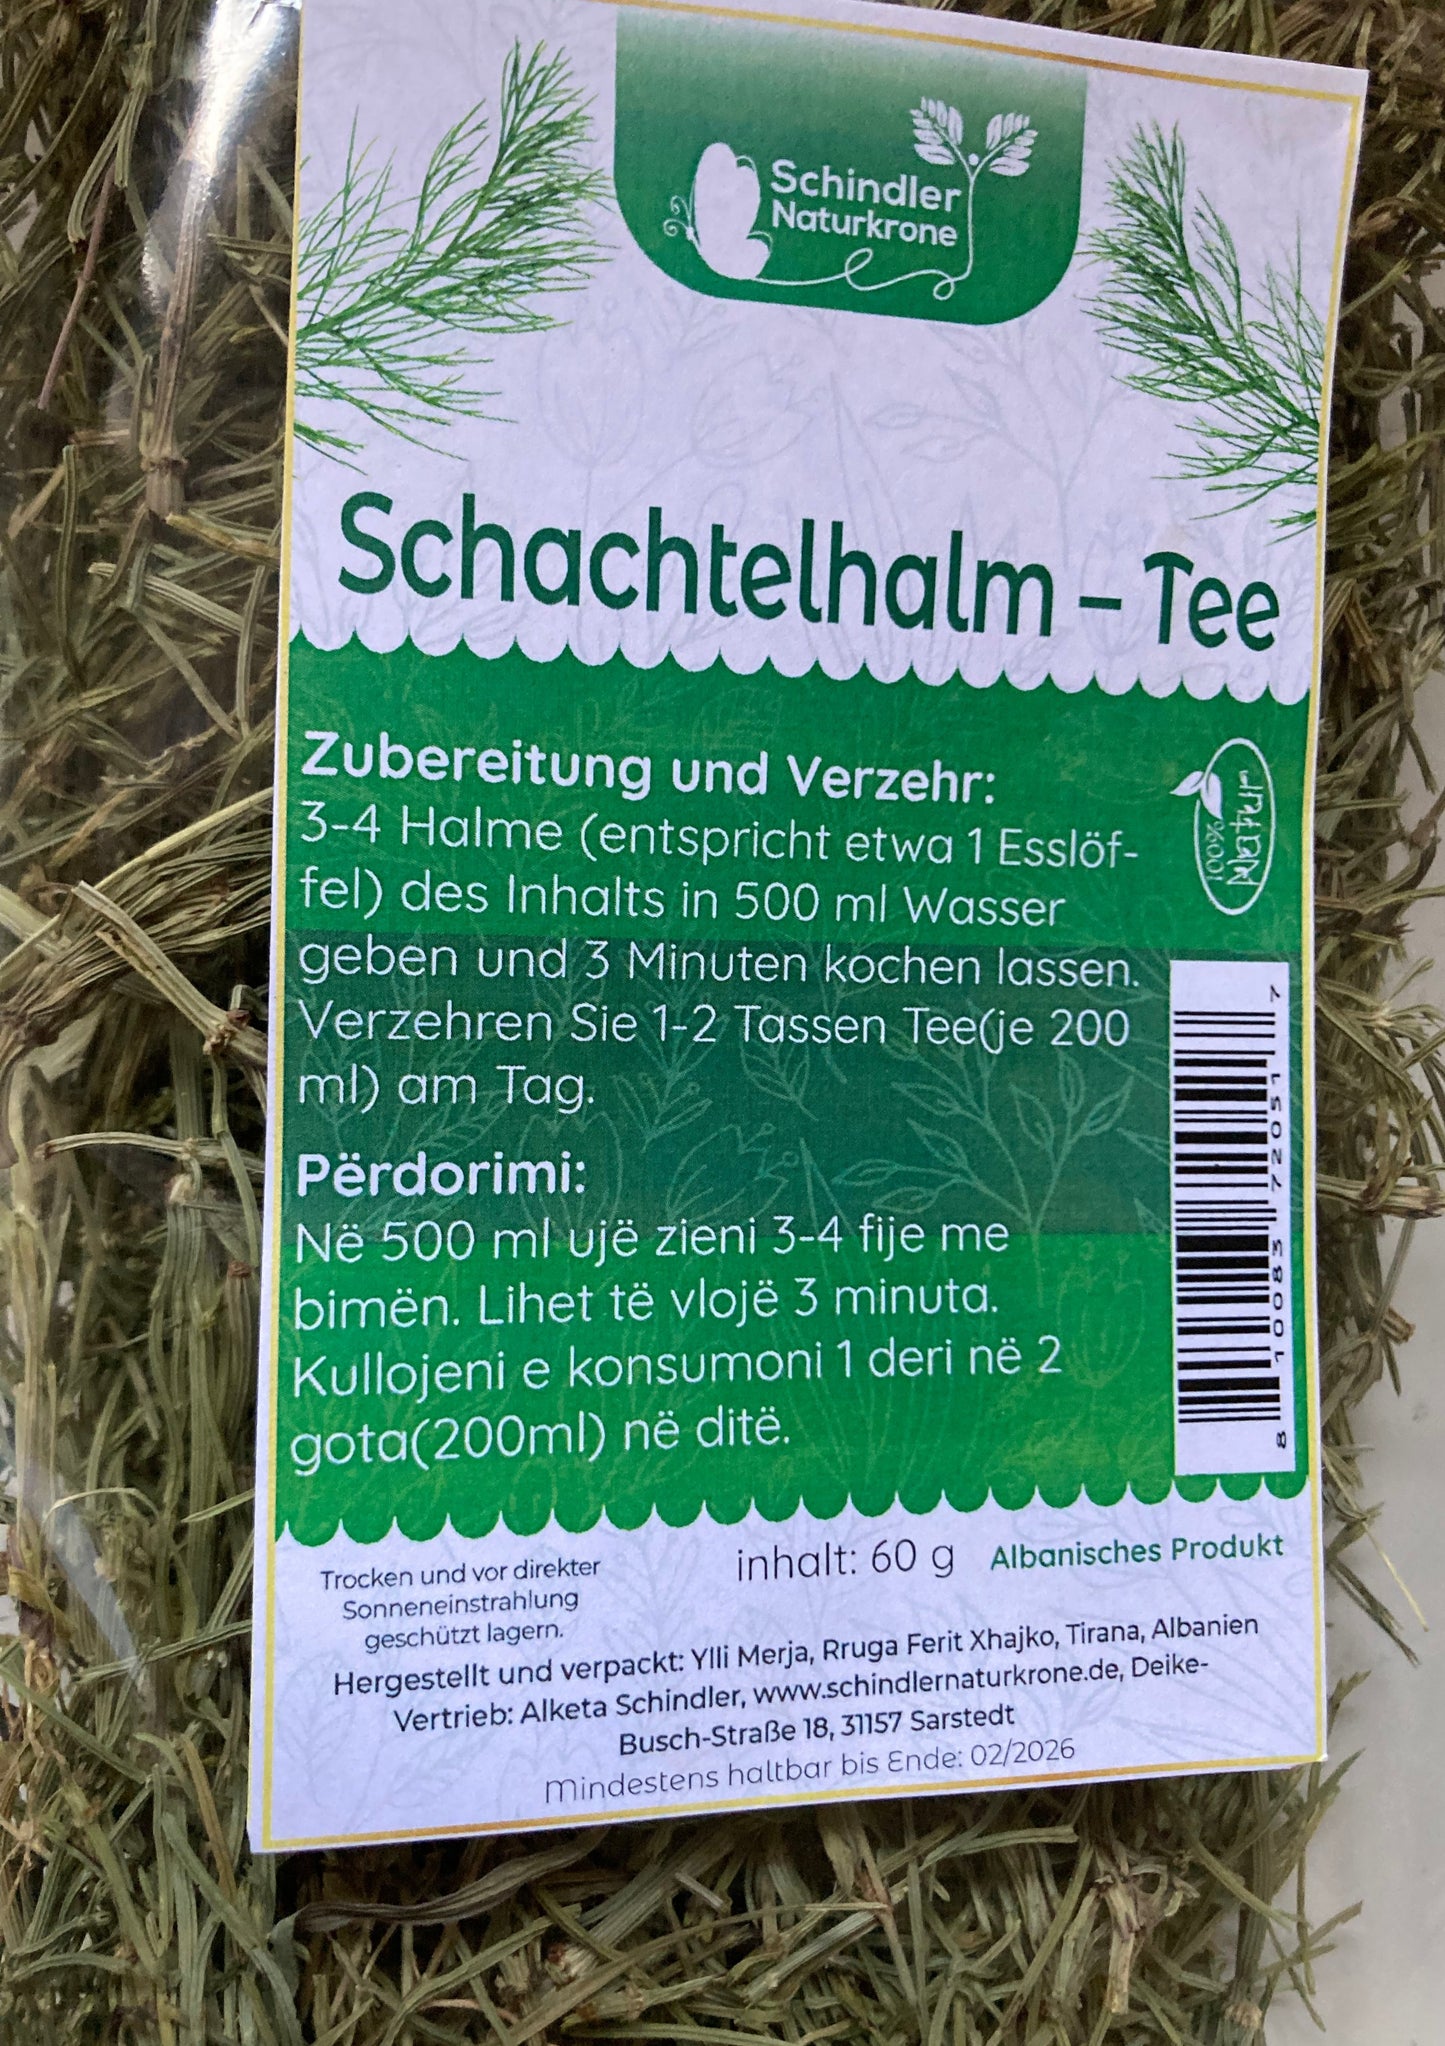 Schindler
Naturkrone
Schachtelhalm – Tee
Zubereitung und Verzehr:
3-4 Halme (entspricht etwa 1 Esslöf-
fel) des Inhalts in 500 ml Wasser
geben und 3 Minuten kochen lassen.
Verzehren Sie 1-2 Tassen Tee(je 200
ml) am Tag.
100%
Natur
Përdorimi:
Në 500 ml ujë zieni 3-4 fije me
bimën. Lihet të vlojë 3 minuta.
Kullojeni e konsumoni 1 deri në 2
gota(200ml) në ditë.
8 10083 72051 7
Trocken und vor direkter
Sonneneinstrahlung
geschützt lagern.
inhalt: 60 g
Albanisches Produkt
Hergestellt und verpackt: Ylli Merja, Rruga Ferit Xhajko, Tirana, Albanien
Vertrieb: Alketa Schindler, www.schindlernaturkrone.de, Deike-
Busch-Straße 18, 31157 Sarstedt
Mindestens haltbar bis Ende: 02/2026